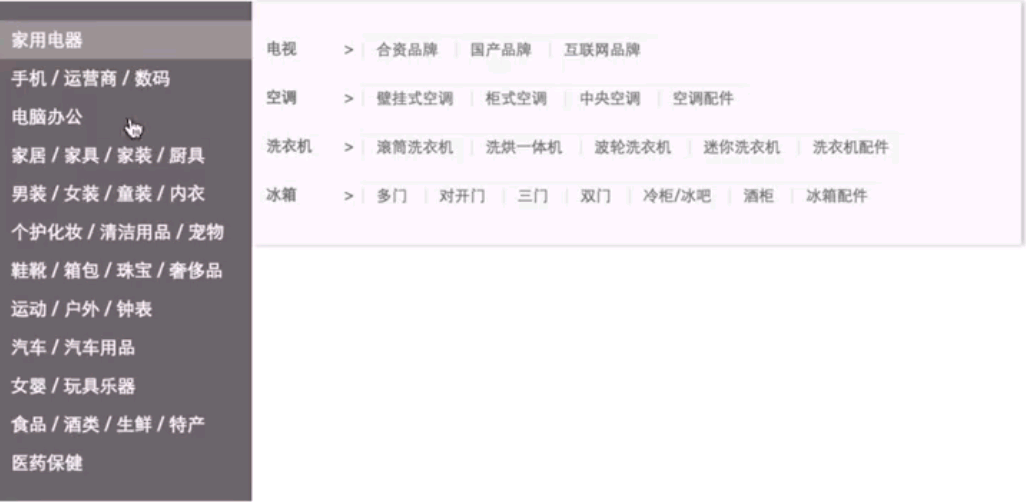 家用电器
手机 / 运营商 / 数码
电脑办公
家居 / 家具 / 家装 / 厨具
男装 / 女装 / 童装 / 内衣
个护化妆 / 清洁用品 / 宠物
鞋靴 / 箱包 / 珠宝 / 奢侈品
运动 / 户外 / 钟表
汽车 / 汽车用品
女婴 / 玩具乐器
食品 / 酒类 / 生鲜 / 特产
医药保健
电视 > | 合资品牌 | 国产品牌 | 互联网品牌
空调 > | 壁挂式空调 | 柜式空调 | 中央空调 | 空调配件
洗衣机 > | 滚筒洗衣机 | 洗烘一体机 | 波轮洗衣机 | 迷你洗衣机 | 洗衣机配件
冰箱 > | 多门 | 对开门 | 三门 | 双门 | 冷柜/冰吧 | 酒柜 | 冰箱配件